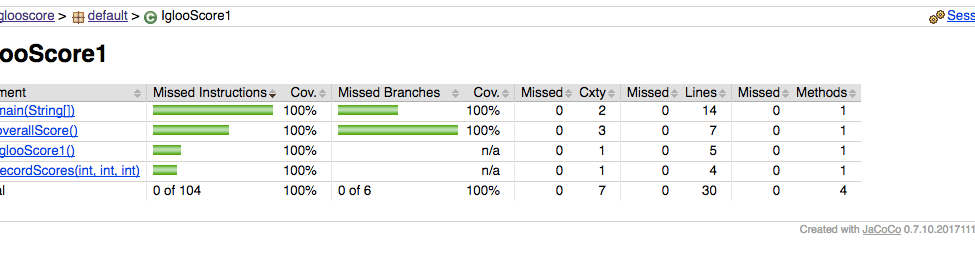 glooscore > default > IglooScore1 Sess
ooScore1
ment Missed Instructions Cov. Missed Branches Cov. Missed Cxty Missed Lines Missed Methods
main(String[]) 100% 100% 0 2 0 14 0 1
overallScore() 100% 100% 0 3 0 7 0 1
glooScore1() 100% n/a 0 1 0 5 0 1
ecordScores(int, int, int) 100% n/a 0 1 0 4 0 1
al 0 of 104 100% 0 of 6 100% 0 7 0 30 0 4
Created with JaCoCo 0.7.10.2017111